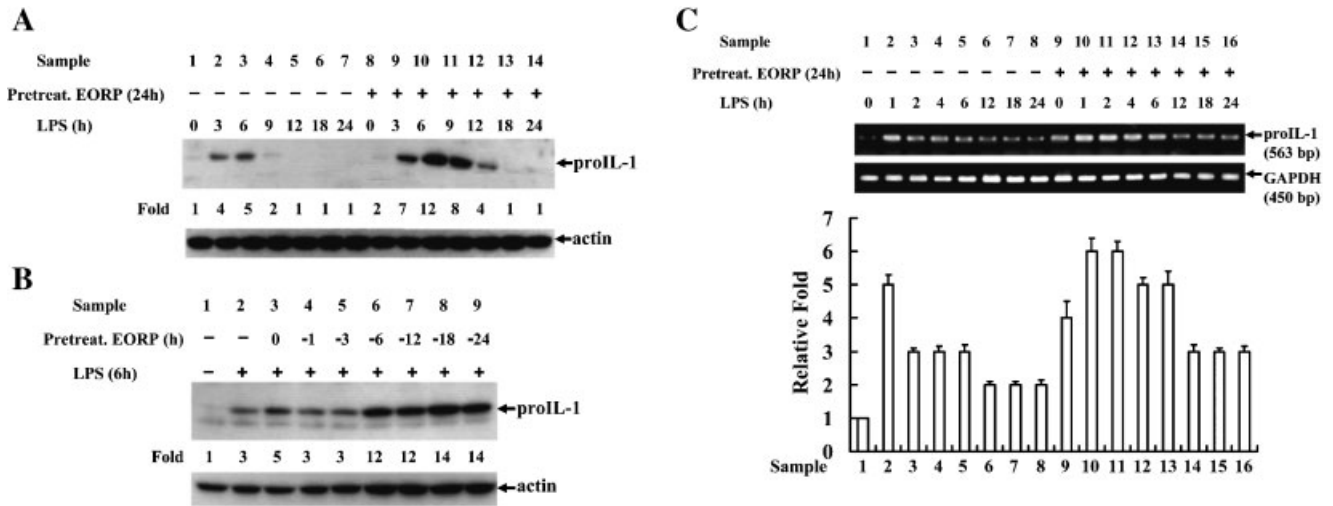 A
Sample 1 2 3 4 5 6 7 8 9 10 11 12 13 14
Pretreat. EORP (24h) − − − − − − − + + + + + + +
LPS (h) 0 3 6 9 12 18 24 0 3 6 9 12 18 24
proIL-1
Fold 1 4 5 2 1 1 1 2 7 12 8 4 1 1
actin
B
Sample 1 2 3 4 5 6 7 8 9
Pretreat. EORP (h) − − 0 -1 -3 -6 -12 -18 -24
LPS (6h) − + + + + + + + +
proIL-1
Fold 1 3 5 3 3 12 12 14 14
actin
C
Sample 1 2 3 4 5 6 7 8 9 10 11 12 13 14 15 16
Pretreat. EORP (24h) − − − − − − − − + + + + + + + +
LPS (h) 0 1 2 4 6 12 18 24 0 1 2 4 6 12 18 24
proIL-1
(563 bp)
GAPDH
(450 bp)
Relative Fold
7
6
5
4
3
2
1
0
Sample 1 2 3 4 5 6 7 8 9 10 11 12 13 14 15 16